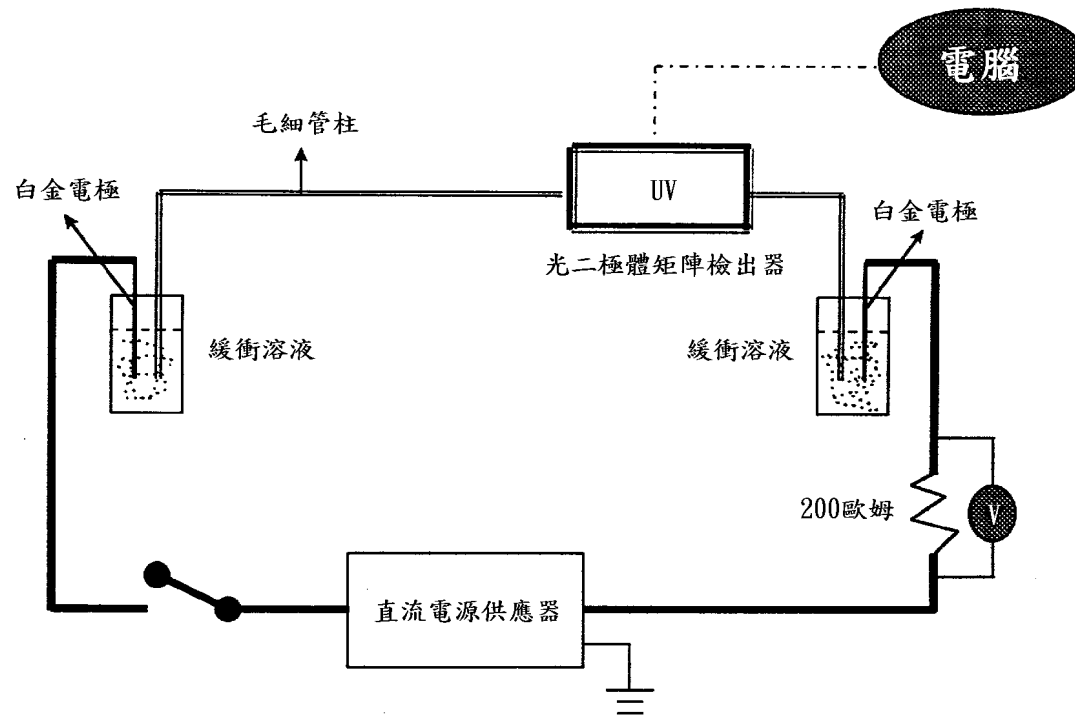 電腦
毛細管柱
白金電極
UV
白金電極
光二極體矩陣檢出器
緩衝溶液
緩衝溶液
200歐姆
V
直流電源供應器